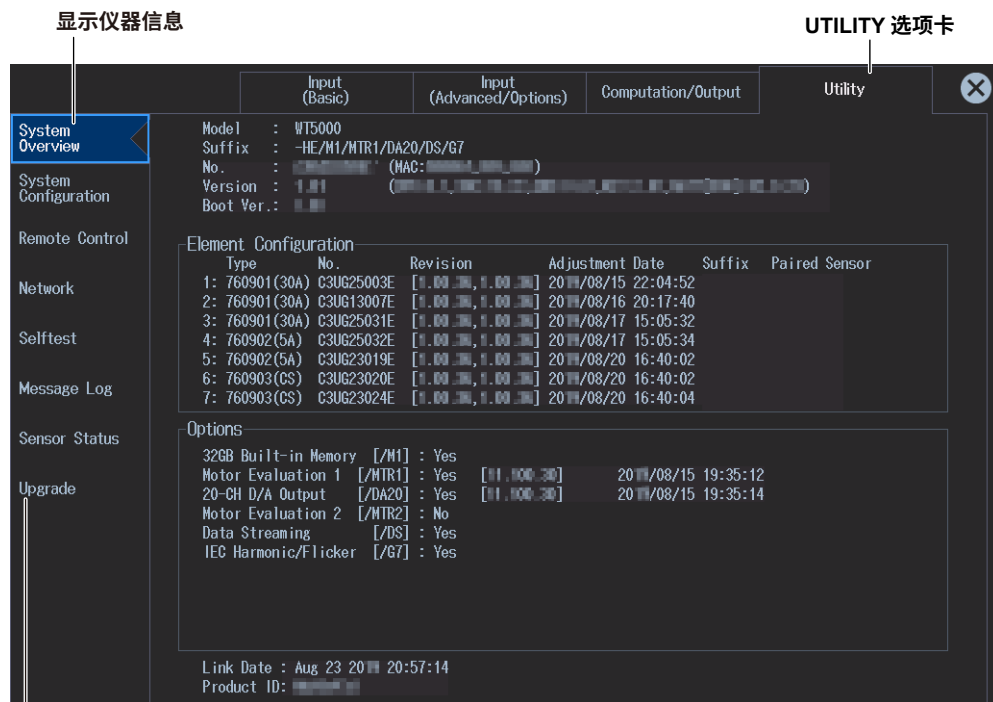 显示仪器信息
UTILITY 选项卡
Input
(Basic)
Input
(Advanced/Options)
Computation/Output
Utility
System
Overview
System
Configuration
Remote Control
Network
Selftest
Message Log
Sensor Status
Upgrade
Model : WT5000
Suffix : -HE/M1/MTR1/DA20/DS/G7
No. : (MAC: )
Version : ( )
Boot Ver.:
Element Configuration
Type No. Revision Adjustment Date Suffix Paired Sensor
1: 760901(30A) C3UG25003E /08/15 22:04:52
2: 760901(30A) C3UG13007E /08/16 20:17:40
3: 760901(30A) C3UG25031E /08/17 15:05:32
4: 760902(5A) C3UG25032E /08/17 15:05:34
5: 760902(5A) C3UG23019E /08/20 16:40:02
6: 760903(CS) C3UG23020E /08/20 16:40:02
7: 760903(CS) C3UG23024E /08/20 16:40:04
Options
32GB Built-in Memory [/M1] : Yes
Motor Evaluation 1 [/MTR1] : Yes /08/15 19:35:12
20-CH D/A Output [/DA20] : Yes /08/15 19:35:14
Motor Evaluation 2 [/MTR2] : No
Data Streaming [/DS] : Yes
IEC Harmonic/Flicker [/G7] : Yes
Link Date : Aug 23 20:57:14
Product ID: